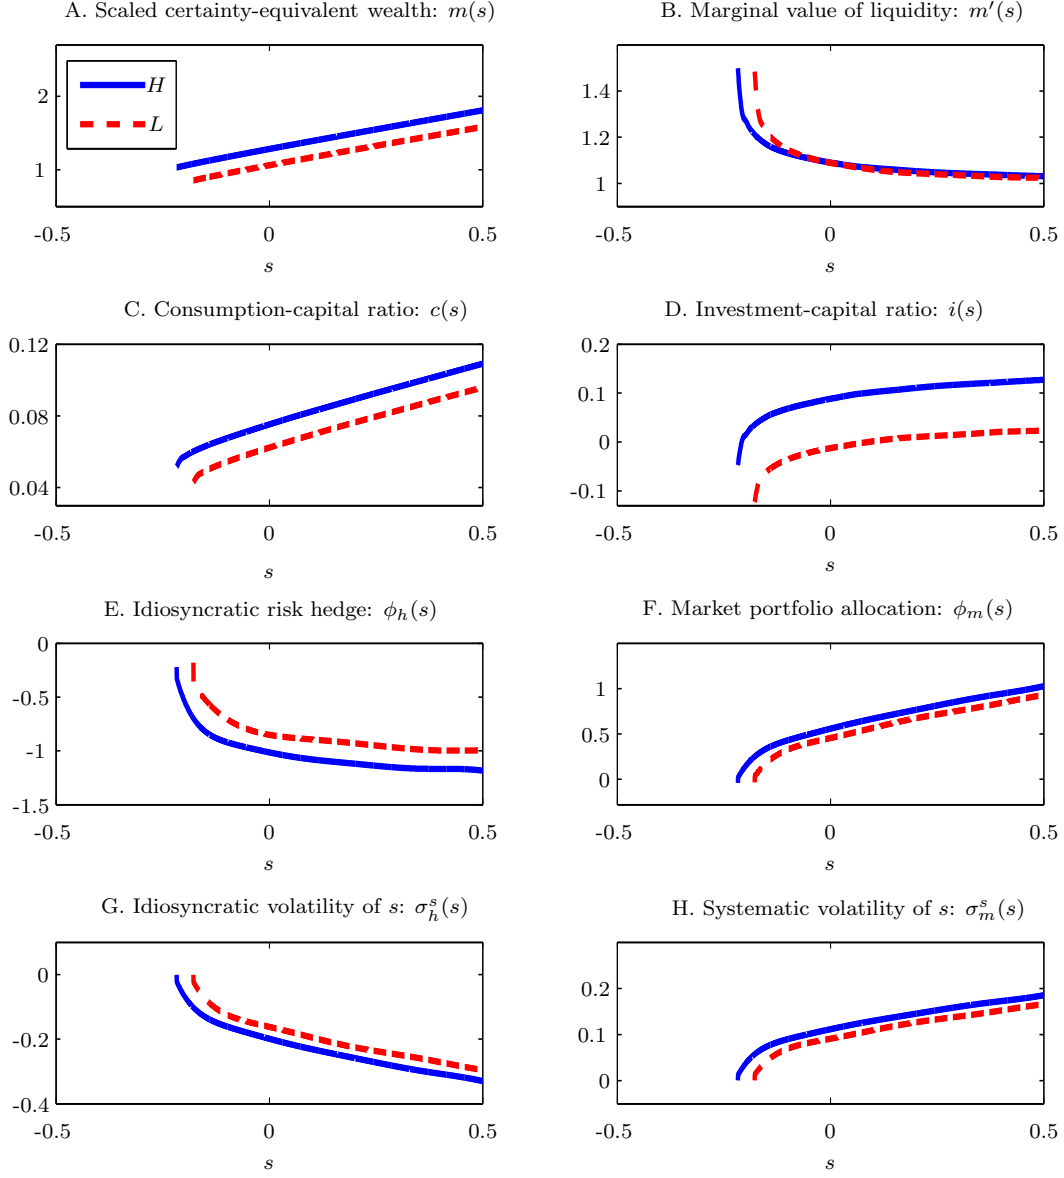 A. Scaled certainty-equivalent wealth: m(s)
2
1
H
L
-0.5 0 0.5
s
B. Marginal value of liquidity: m′(s)
1.4
1.2
1
-0.5 0 0.5
s
C. Consumption-capital ratio: c(s)
0.12
0.08
0.04
-0.5 0 0.5
s
D. Investment-capital ratio: i(s)
0.2
0.1
0
-0.1
-0.5 0 0.5
s
E. Idiosyncratic risk hedge: ϕh(s)
0
-0.5
-1
-1.5
-0.5 0 0.5
s
F. Market portfolio allocation: ϕm(s)
1
0.5
0
-0.5 0 0.5
s
G. Idiosyncratic volatility of s: σ_h^s(s)
0
-0.2
-0.4
-0.5 0 0.5
s
H. Systematic volatility of s: σ_m^s(s)
0.2
0.1
0
-0.5 0 0.5
s